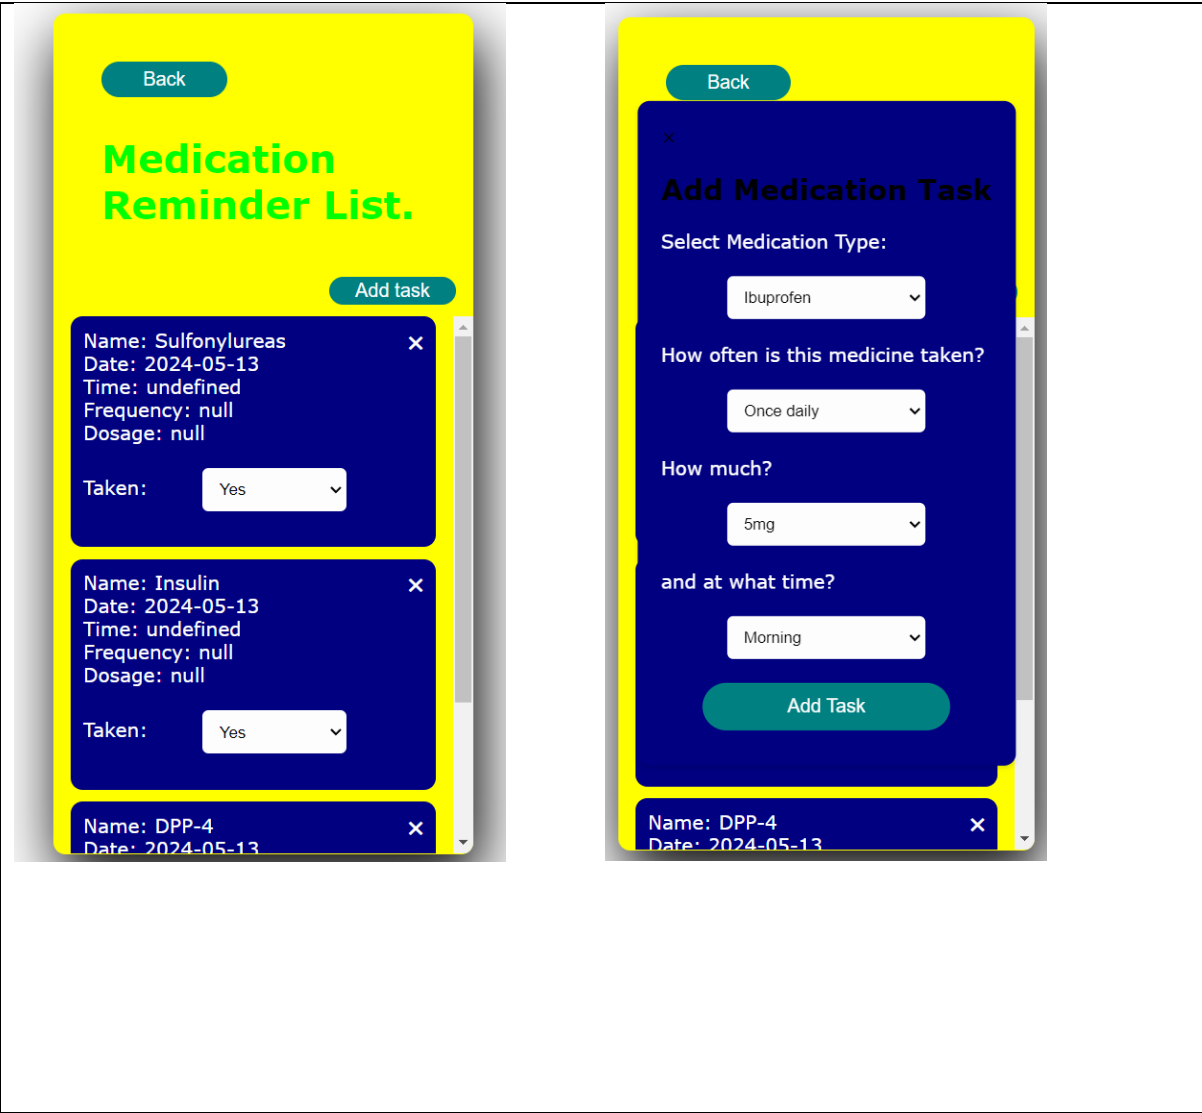 Back
Medication
Reminder List.
Add task
Name: Sulfonylureas
Date: 2024-05-13
Time: undefined
Frequency: null
Dosage: null
Taken:
Yes
Name: Insulin
Date: 2024-05-13
Time: undefined
Frequency: null
Dosage: null
Taken:
Yes
Name: DPP-4
Date: 2024-05-13
Back
Add Medication Task
Select Medication Type:
Ibuprofen
How often is this medicine taken?
Once daily
How much?
5mg
and at what time?
Morning
Add Task
Name: DPP-4
Date: 2024-05-13